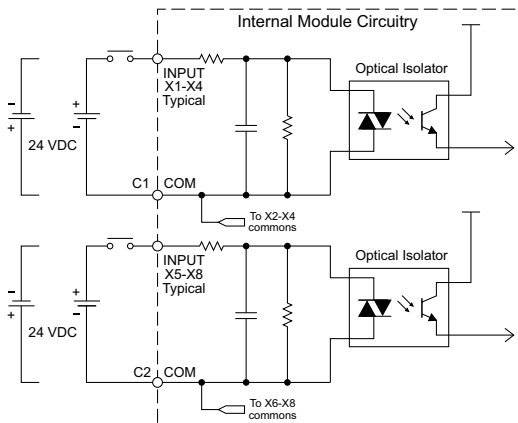 Internal Module Circuitry
INPUT
X1-X4
Typical
Optical Isolator
-
+
+
-
24 VDC
C1 COM
To X2-X4
commons
INPUT
X5-X8
Typical
Optical Isolator
-
+
+
-
24 VDC
C2 COM
To X6-X8
commons